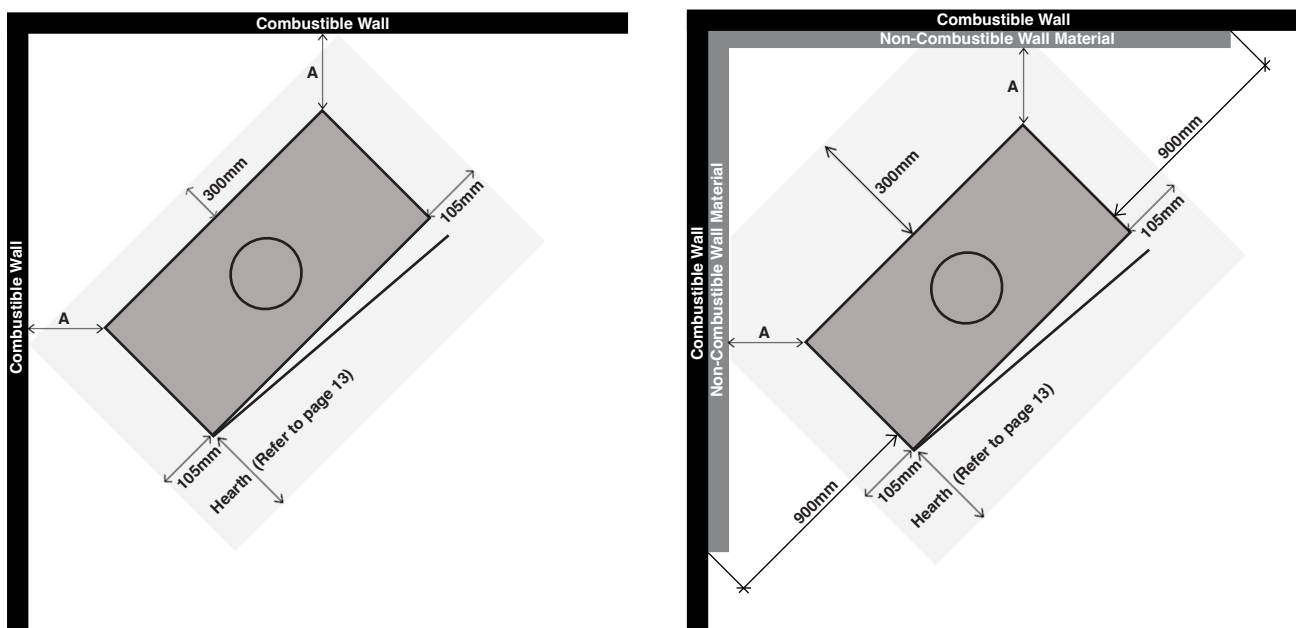 Combustible Wall
A
300mm
105mm
Combustible Wall
A
105mm
Hearth (Refer to page 13)
Combustible Wall
Non-Combustible Wall Material
A
900mm
300mm
105mm
Combustible Wall
Non-Combustible Wall Material
A
105mm
Hearth (Refer to page 13)
900mm